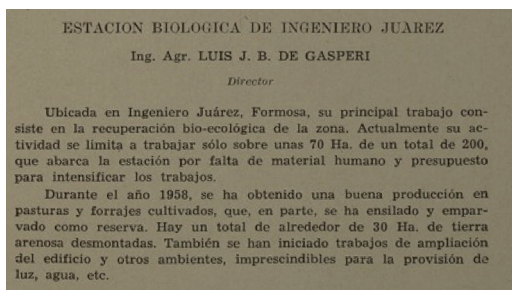 ESTACION BIOLOGICA DE INGENIERO JUAREZ
Ing. Agr. LUIS J. B. DE GASPERI
Director
Ubicada en Ingeniero Juárez, Formosa, su principal trabajo con-
siste en la recuperación bio-ecológica de la zona. Actualmente su ac-
tividad se limita a trabajar sólo sobre unas 70 Ha. de un total de 200,
que abarca la estación por falta de material humano y presupuesto
para intensificar los trabajos.
Durante el año 1958, se ha obtenido una buena producción en
pasturas y forrajes cultivados, que, en parte, se ha ensilado y empar-
vado como reserva. Hay un total de alrededor de 30 Ha. de tierra
arenosa desmontadas. También se han iniciado trabajos de ampliación
del edificio y otros ambientes, imprescindibles para la provisión de
luz, agua, etc.